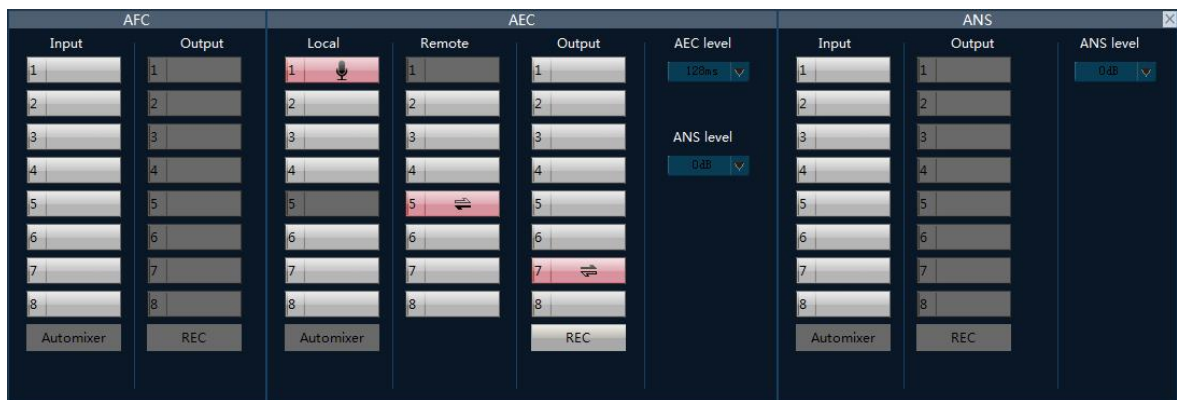 AFC AEC ANS
Input Output Local Remote Output AEC level Input Output ANS level
1 1 1 1 1 128ms 1 1 0dB
2 2 2 2 2 2 2
3 3 3 3 3 ANS level 3 3
4 4 4 4 4 0dB 4 4
5 5 5 5 5 5 5
6 6 6 6 6 6 6
7 7 7 7 7 7 7
8 8 8 8 8 8 8
Automixer REC Automixer REC Automixer REC